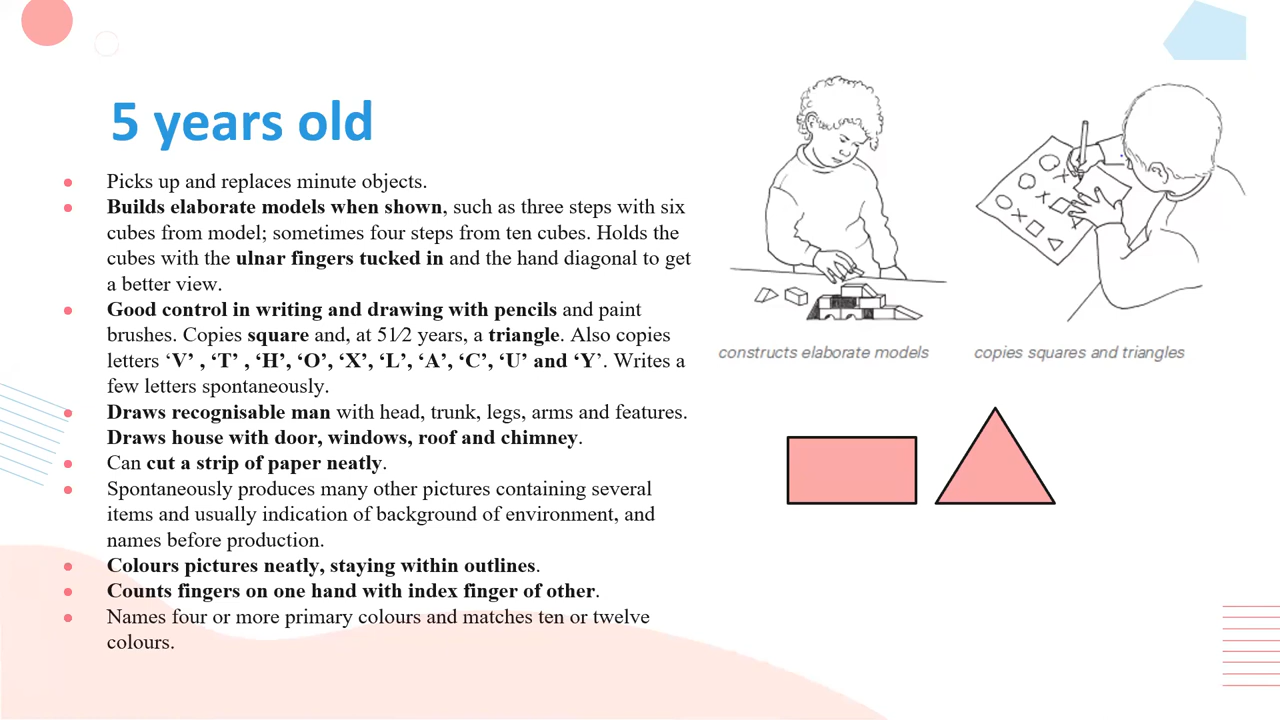 5 years old
Picks up and replaces minute objects.
Builds elaborate models when shown, such as three steps with six
cubes from model; sometimes four steps from ten cubes. Holds the
cubes with the ulnar fingers tucked in and the hand diagonal to get
a better view.
Good control in writing and drawing with pencils and paint
brushes. Copies square and, at 51⁄2 years, a triangle. Also copies
letters ‘V’ , ‘T’ , ‘H’, ‘O’, ‘X’, ‘L’, ‘A’, ‘C’, ‘U’ and ‘Y’. Writes a
few letters spontaneously.
Draws recognisable man with head, trunk, legs, arms and features.
Draws house with door, windows, roof and chimney.
Can cut a strip of paper neatly.
Spontaneously produces many other pictures containing several
items and usually indication of background of environment, and
names before production.
Colours pictures neatly, staying within outlines.
Counts fingers on one hand with index finger of other.
Names four or more primary colours and matches ten or twelve
colours.
constructs elaborate models
copies squares and triangles